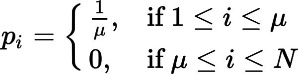 p_i = { 1/μ, if 1 ≤ i ≤ μ
0, if μ ≤ i ≤ N